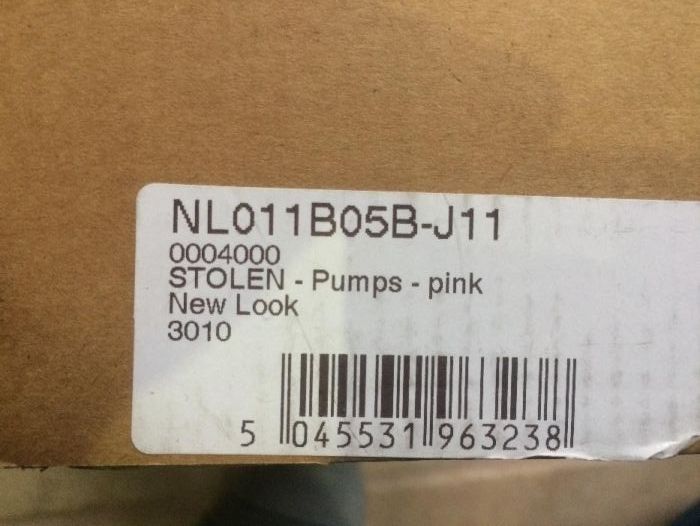 NL011B05B-J11
0004000
STOLEN - Pumps - pink
New Look
3010
5 045531 963238